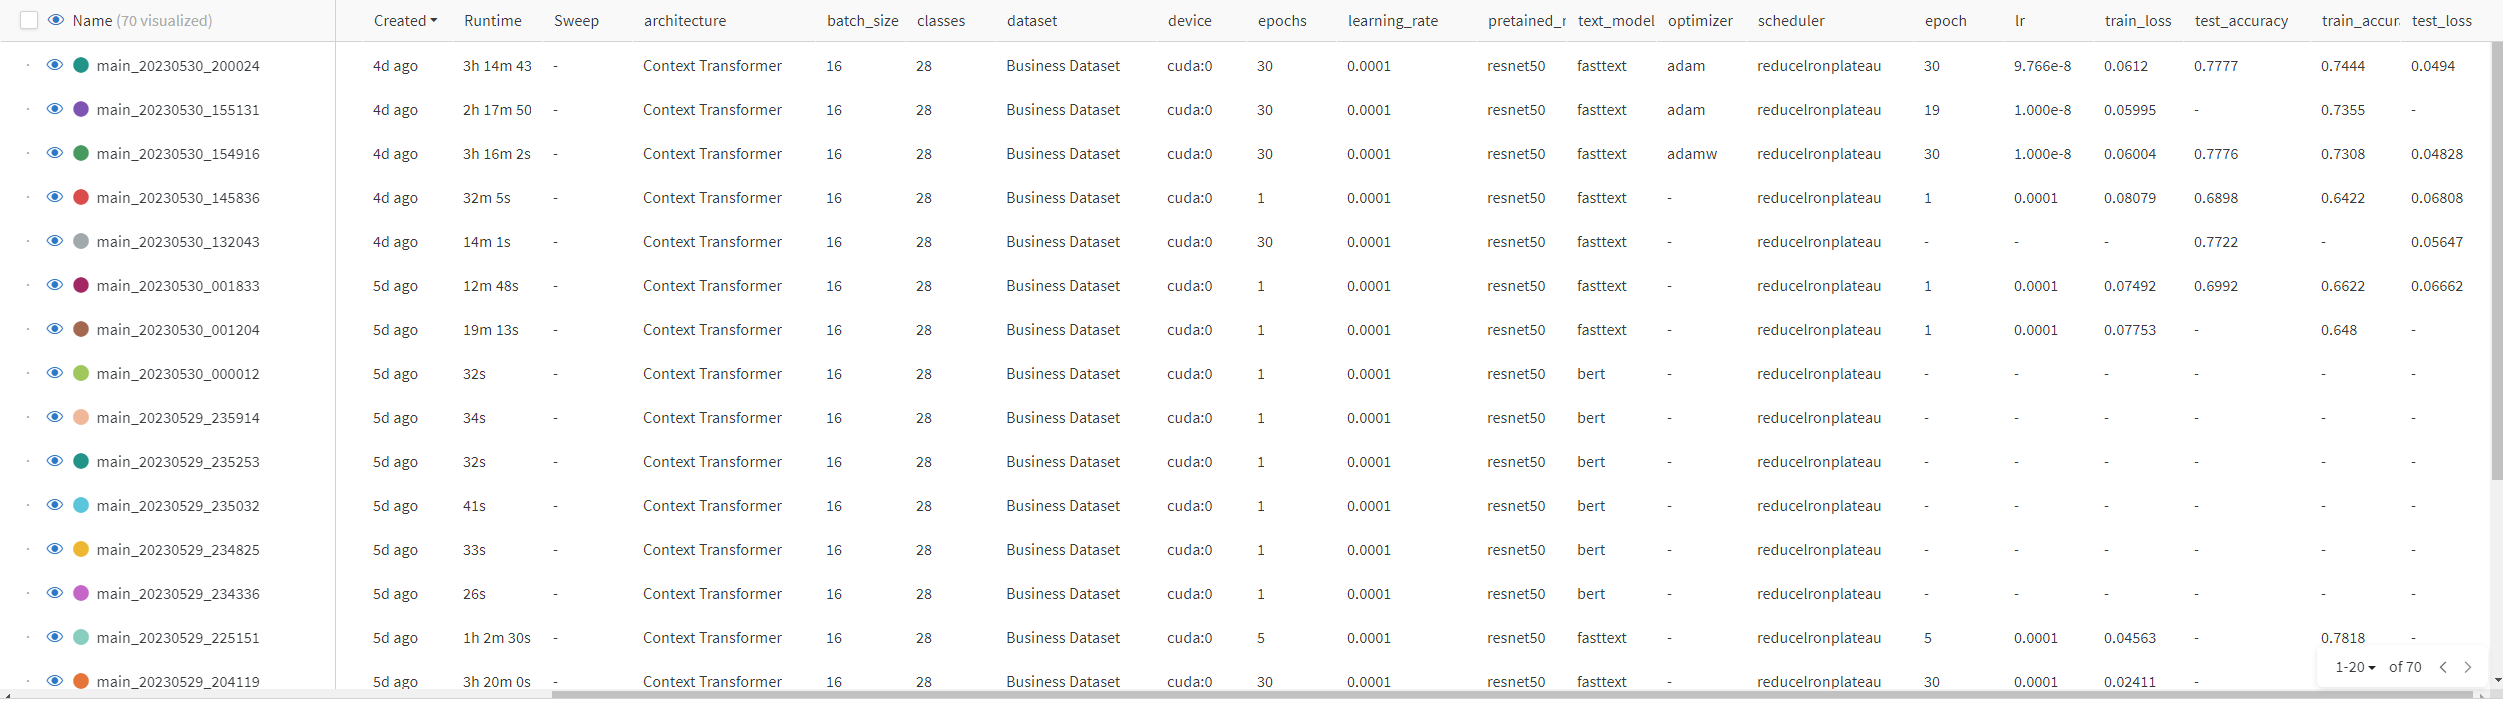 Name (70 visualized) Created Runtime Sweep architecture batch_size classes dataset device epochs learning_rate pretained_r text_model optimizer scheduler epoch lr train_loss test_accuracy train_accur test_loss
main_20230530_200024 4d ago 3h 14m 43 - Context Transformer 16 28 Business Dataset cuda:0 30 0.0001 resnet50 fasttext adam reducelronplateau 30 9.766e-8 0.0612 0.7777 0.7444 0.0494
main_20230530_155131 4d ago 2h 17m 50 - Context Transformer 16 28 Business Dataset cuda:0 30 0.0001 resnet50 fasttext adam reducelronplateau 19 1.000e-8 0.05995 - 0.7355 -
main_20230530_154916 4d ago 3h 16m 2s - Context Transformer 16 28 Business Dataset cuda:0 30 0.0001 resnet50 fasttext adamw reducelronplateau 30 1.000e-8 0.06004 0.7776 0.7308 0.04828
main_20230530_145836 4d ago 32m 5s - Context Transformer 16 28 Business Dataset cuda:0 1 0.0001 resnet50 fasttext - reducelronplateau 1 0.0001 0.08079 0.6898 0.6422 0.06808
main_20230530_132043 4d ago 14m 1s - Context Transformer 16 28 Business Dataset cuda:0 30 0.0001 resnet50 fasttext - reducelronplateau - - - 0.7722 - 0.05647
main_20230530_001833 5d ago 12m 48s - Context Transformer 16 28 Business Dataset cuda:0 1 0.0001 resnet50 fasttext - reducelronplateau 1 0.0001 0.07492 0.6992 0.6622 0.06662
main_20230530_001204 5d ago 19m 13s - Context Transformer 16 28 Business Dataset cuda:0 1 0.0001 resnet50 fasttext - reducelronplateau 1 0.0001 0.07753 - 0.648 -
main_20230530_000012 5d ago 32s - Context Transformer 16 28 Business Dataset cuda:0 1 0.0001 resnet50 bert - reducelronplateau - - - - - -
main_20230529_235914 5d ago 34s - Context Transformer 16 28 Business Dataset cuda:0 1 0.0001 resnet50 bert - reducelronplateau - - - - - -
main_20230529_235253 5d ago 32s - Context Transformer 16 28 Business Dataset cuda:0 1 0.0001 resnet50 bert - reducelronplateau - - - - - -
main_20230529_235032 5d ago 41s - Context Transformer 16 28 Business Dataset cuda:0 1 0.0001 resnet50 bert - reducelronplateau - - - - - -
main_20230529_234825 5d ago 33s - Context Transformer 16 28 Business Dataset cuda:0 1 0.0001 resnet50 bert - reducelronplateau - - - - - -
main_20230529_234336 5d ago 26s - Context Transformer 16 28 Business Dataset cuda:0 1 0.0001 resnet50 bert - reducelronplateau - - - - - -
main_20230529_225151 5d ago 1h 2m 30s - Context Transformer 16 28 Business Dataset cuda:0 5 0.0001 resnet50 fasttext - reducelronplateau 5 0.0001 0.04563 - 0.7818 -
1-20 of 70
main_20230529_204119 5d ago 3h 20m 0s - Context Transformer 16 28 Business Dataset cuda:0 30 0.0001 resnet50 fasttext - reducelronplateau 30 0.0001 0.02411 -